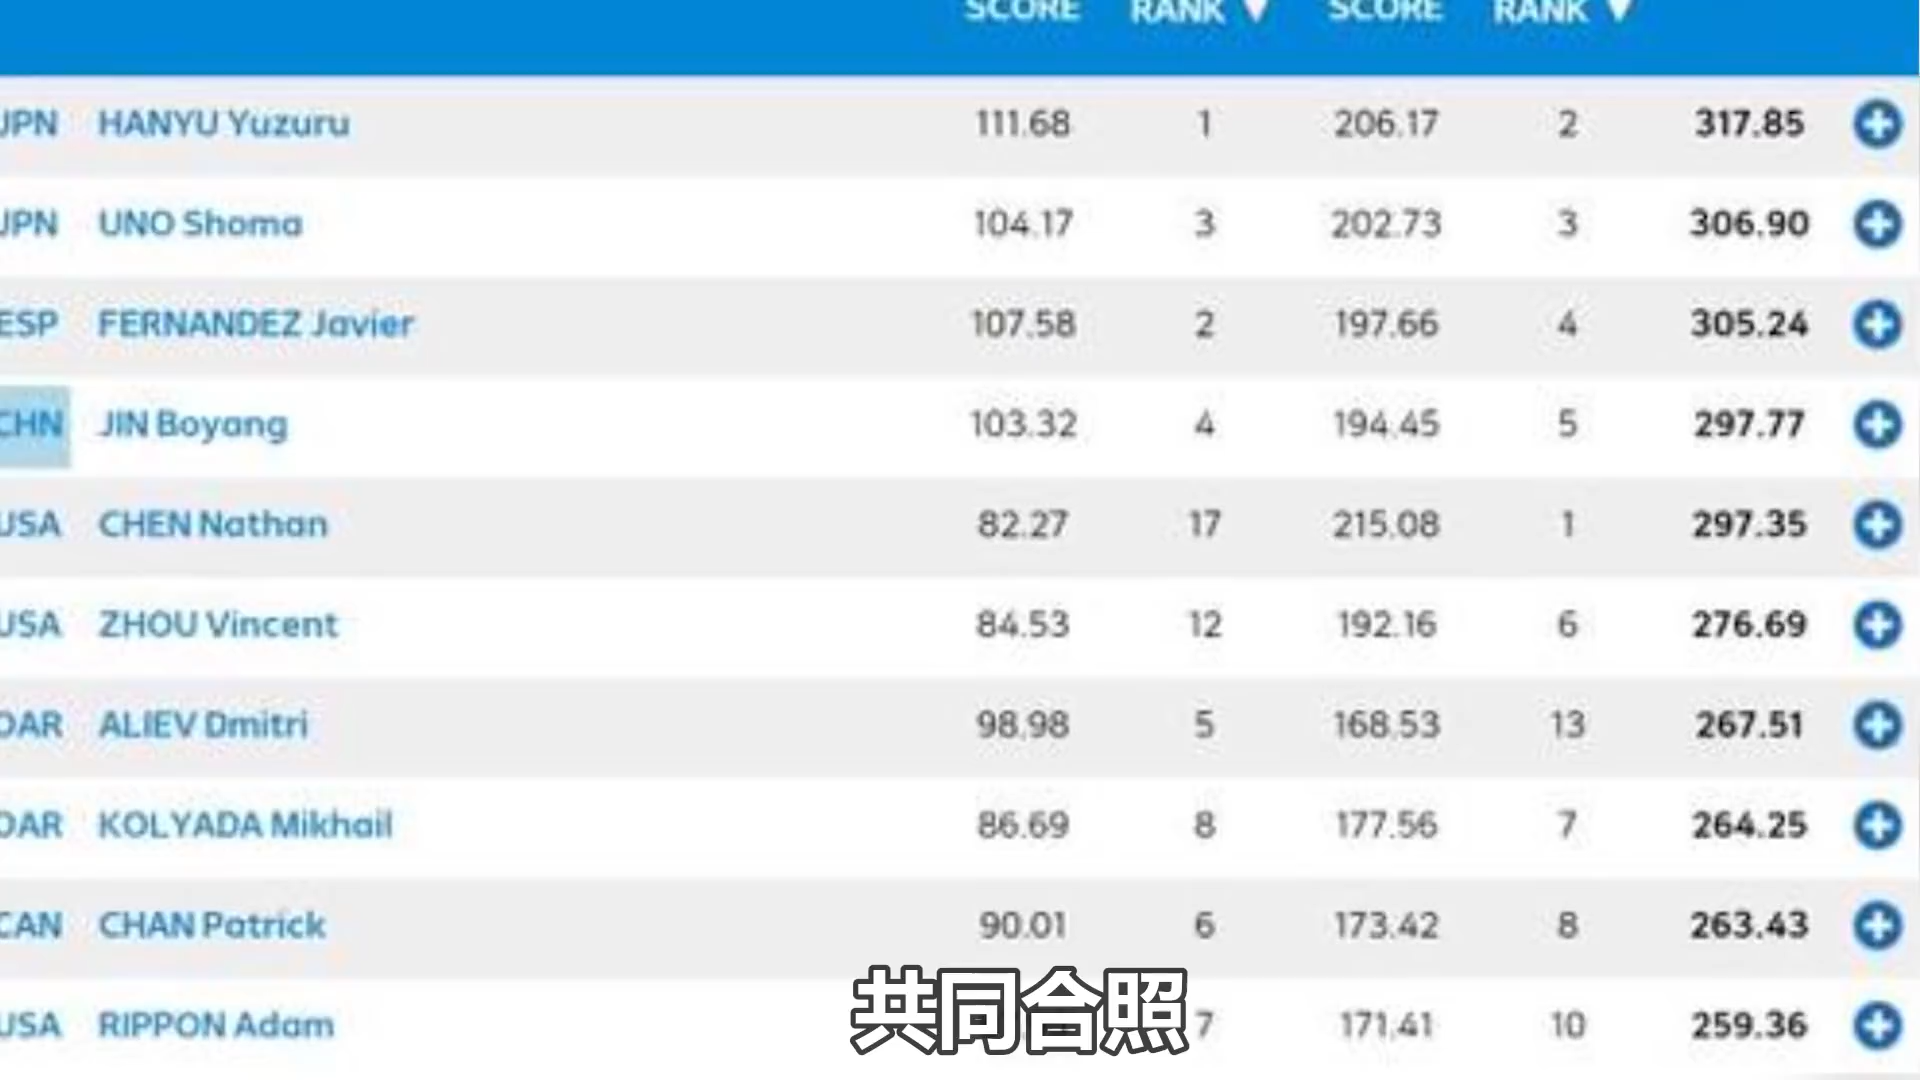 SCORE RANK ▼ SCORE RANK ▼
JPN HANYU Yuzuru 111.68 1 206.17 2 317.85
JPN UNO Shoma 104.17 3 202.73 3 306.90
ESP FERNANDEZ Javier 107.58 2 197.66 4 305.24
CHN JIN Boyang 103.32 4 194.45 5 297.77
USA CHEN Nathan 82.27 17 215.08 1 297.35
USA ZHOU Vincent 84.53 12 192.16 6 276.69
OAR ALIEV Dmitri 98.98 5 168.53 13 267.51
OAR KOLYADA Mikhail 86.69 8 177.56 7 264.25
CAN CHAN Patrick 90.01 6 173.42 8 263.43
USA RIPPON Adam 7 171.41 10 259.36
共同合照